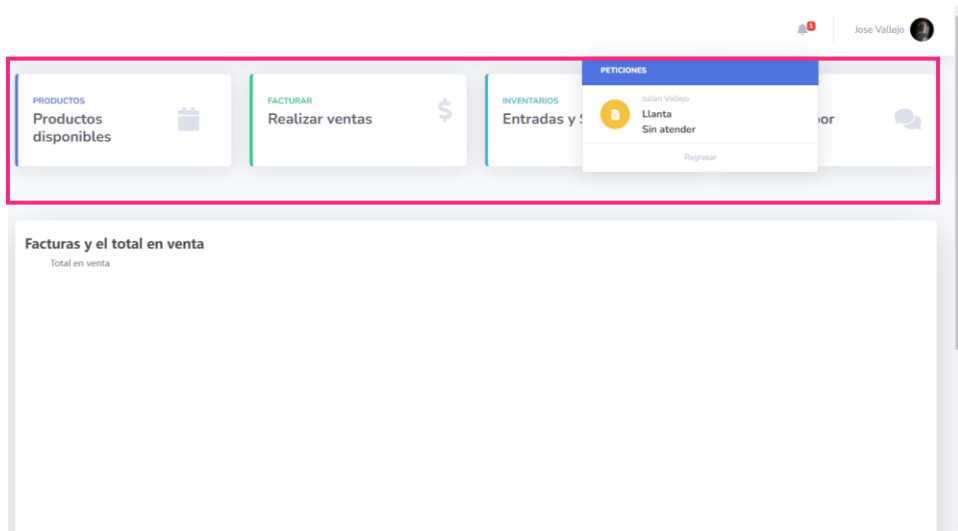 1
Jose Vallejo
PETICIONES
Julian Vallejo
Llanta
Sin atender
Regresar
PRODUCTOS
Productos
disponibles
FACTURAR
Realizar ventas
INVENTARIOS
Entradas y
Facturas y el total en venta
Total en venta